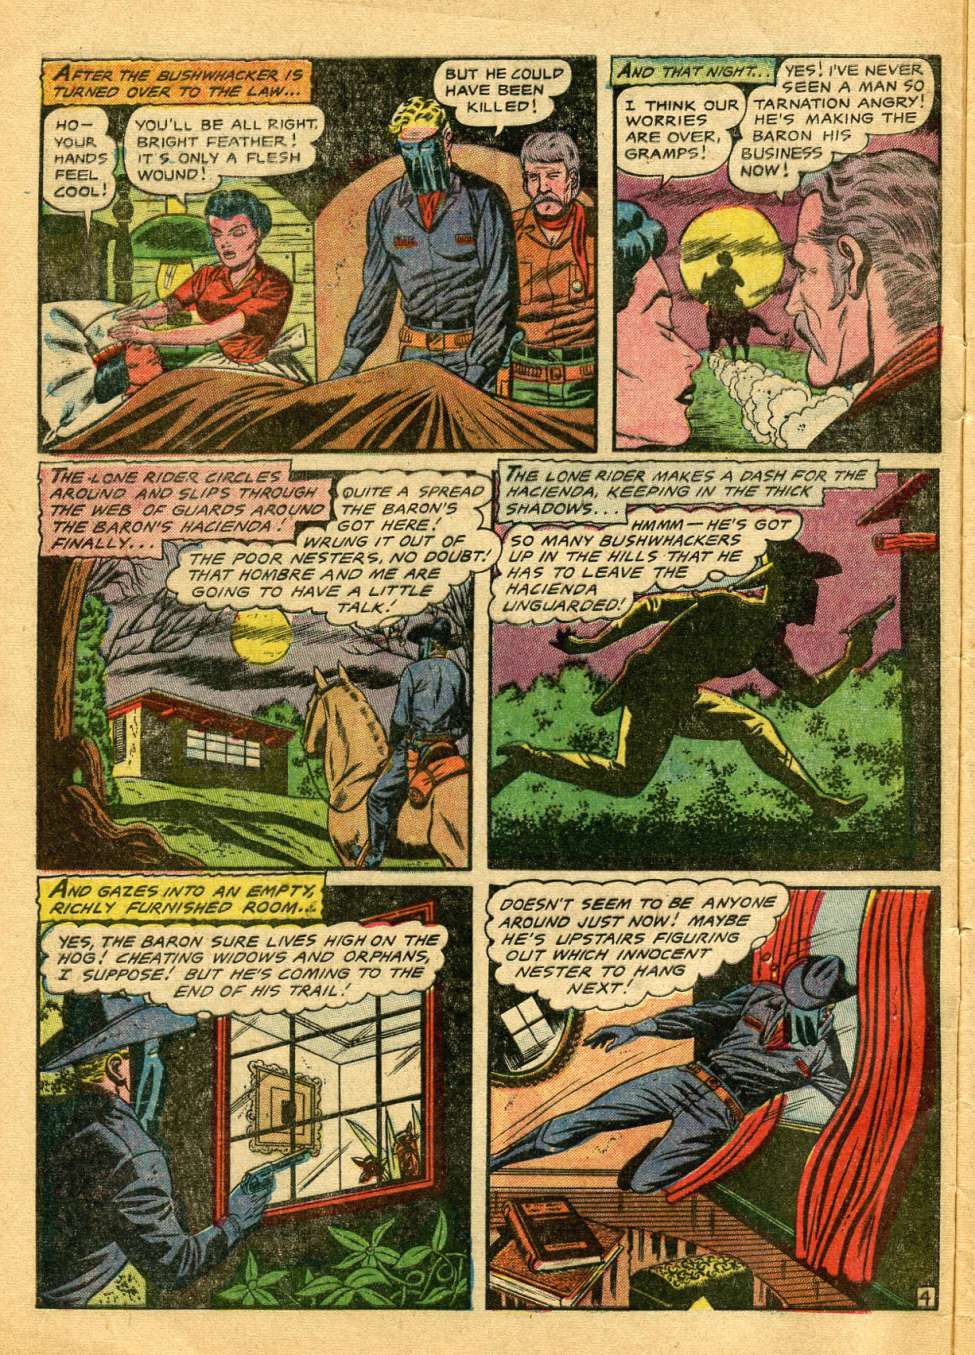 AFTER THE BUSHWHACKER IS
TURNED OVER TO THE LAW...
HO-
YOUR
HANDS
FEEL
COOL!
YOU'LL BE ALL RIGHT,
BRIGHT FEATHER!
IT'S ONLY A FLESH
WOUND!
BUT HE COULD
HAVE BEEN
KILLED!
AND THAT NIGHT...
I THINK OUR
WORRIES
ARE OVER,
GRAMPS!
YES! I'VE NEVER
SEEN A MAN SO
TARNATION ANGRY!
HE'S MAKING THE
BARON HIS
BUSINESS
NOW!
THE LONE RIDER CIRCLES
AROUND AND SLIPS THROUGH
THE WEB OF GUARDS AROUND
THE BARON'S HACIENDA!
FINALLY...
QUITE A SPREAD
THE BARON'S
GOT HERE!
WRUNG IT OUT OF
THE POOR NESTERS, NO DOUBT!
THAT HOMBRE AND ME ARE
GOING TO HAVE A LITTLE
TALK!
THE LONE RIDER MAKES A DASH FOR THE
HACIENDA, KEEPING IN THE THICK
SHADOWS...
HMMM-HE'S GOT
SO MANY BUSHWHACKERS
UP IN THE HILLS THAT HE
HAS TO LEAVE THE
HACIENDA
UNGUARDED!
AND GAZES INTO AN EMPTY,
RICHLY FURNISHED ROOM...
YES, THE BARON SURE LIVES HIGH ON THE
HOG! CHEATING WIDOWS AND ORPHANS,
I SUPPOSE! BUT HE'S COMING TO THE
END OF HIS TRAIL!
DOESN'T SEEM TO BE ANYONE
AROUND JUST NOW! MAYBE
HE'S UPSTAIRS FIGURING
OUT WHICH INNOCENT
NESTER TO HANG
NEXT!
4